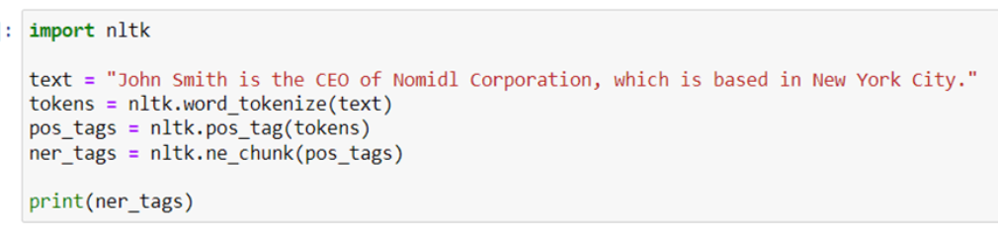 :
import nltk
text = "John Smith is the CEO of Nomidl Corporation, which is based in New York City."
tokens = nltk.word_tokenize(text)
pos_tags = nltk.pos_tag(tokens)
ner_tags = nltk.ne_chunk(pos_tags)
print(ner_tags)